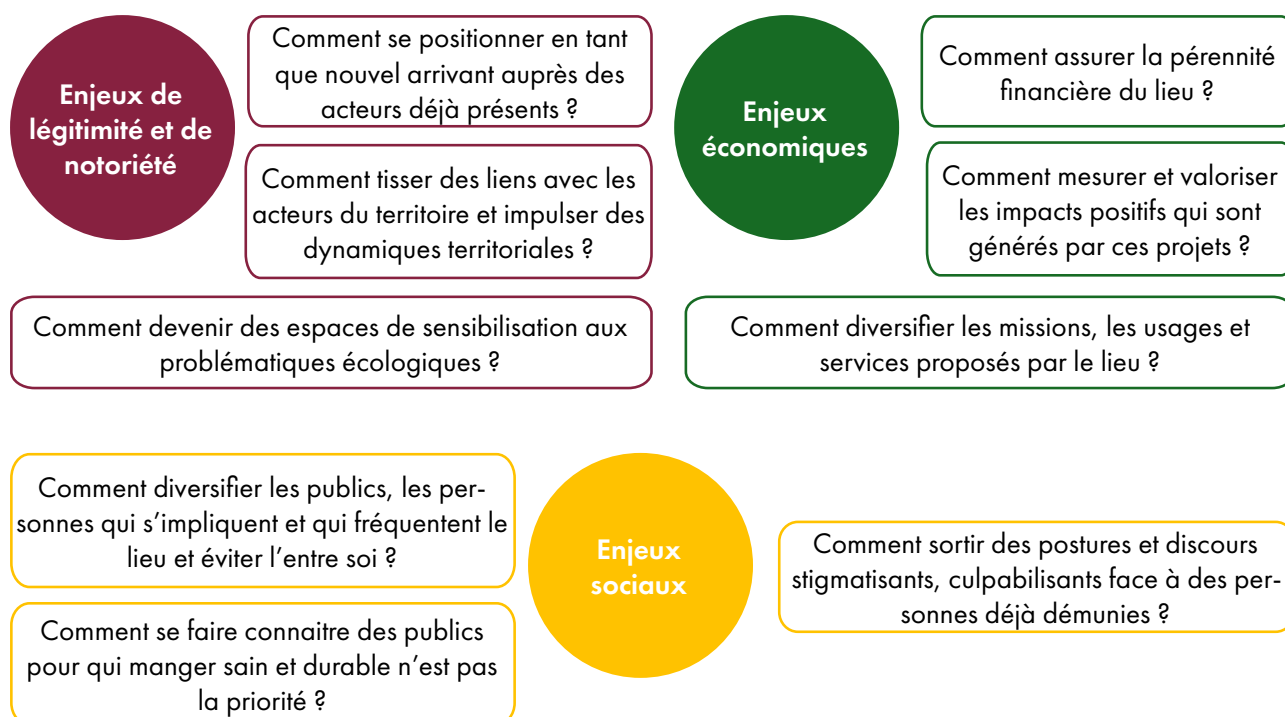 Enjeux de
légitimité et de
notoriété
Comment se positionner en tant
que nouvel arrivant auprès des
acteurs déjà présents ?
Comment tisser des liens avec les
acteurs du territoire et impulser des
dynamiques territoriales ?
Comment devenir des espaces de sensibilisation aux
problématiques écologiques ?
Enjeux
économiques
Comment assurer la pérennité
financière du lieu ?
Comment mesurer et valoriser
les impacts positifs qui sont
générés par ces projets ?
Comment diversifier les missions, les usages et
services proposés par le lieu ?
Comment diversifier les publics, les per-
sonnes qui s'impliquent et qui fréquentent le
lieu et éviter l'entre soi ?
Comment se faire connaitre des publics
pour qui manger sain et durable n'est pas
la priorité ?
Enjeux
sociaux
Comment sortir des postures et discours
stigmatisants, culpabilisants face à des per-
sonnes déjà démunies ?